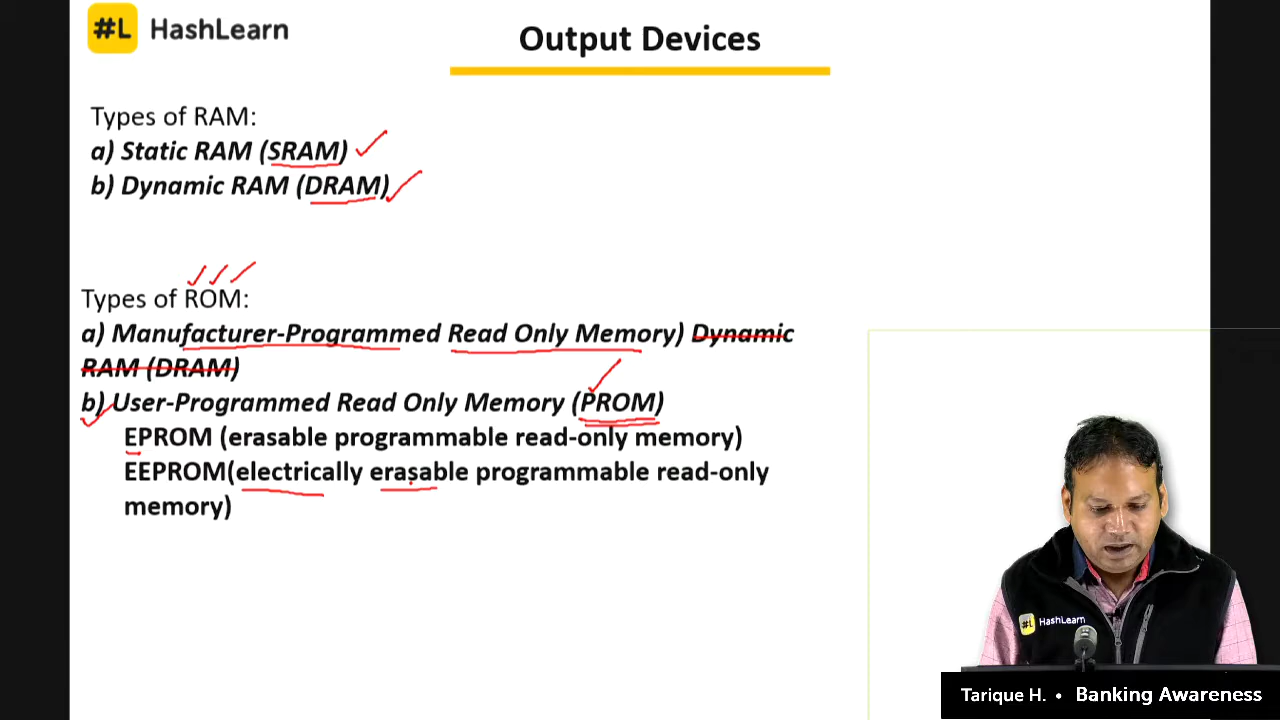 #L HashLearn
Output Devices
Types of RAM:
a) Static RAM (SRAM)
b) Dynamic RAM (DRAM)
Types of ROM:
a) Manufacturer-Programmed Read Only Memory) Dynamic
RAM (DRAM)
b) User-Programmed Read Only Memory (PROM)
EPROM (erasable programmable read-only memory)
EEPROM(electrically erasable programmable read-only
memory)
#L HashLearn
Tarique H. • Banking Awareness